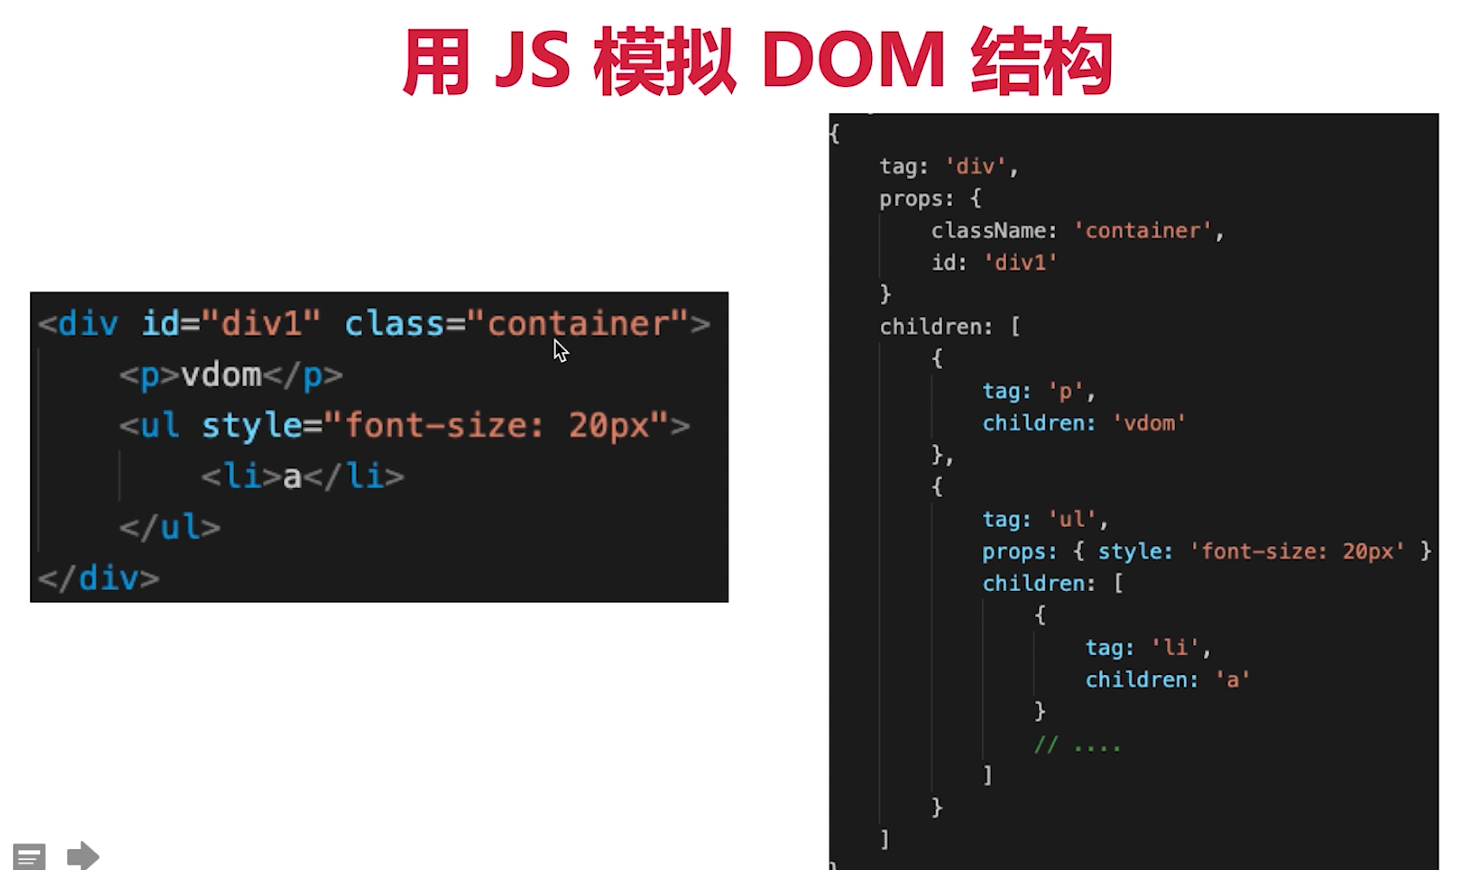 用 JS 模拟 DOM 结构
<div id="div1" class="container">
    <p>vdom</p>
    <ul style="font-size: 20px">
        <li>a</li>
    </ul>
</div>
{
    tag: 'div',
    props: {
        className: 'container',
        id: 'div1'
    }
    children: [
        {
            tag: 'p',
            children: 'vdom'
        },
        {
            tag: 'ul',
            props: { style: 'font-size: 20px' }
            children: [
                {
                    tag: 'li',
                    children: 'a'
                }
                // ....
            ]
        }
    ]
}